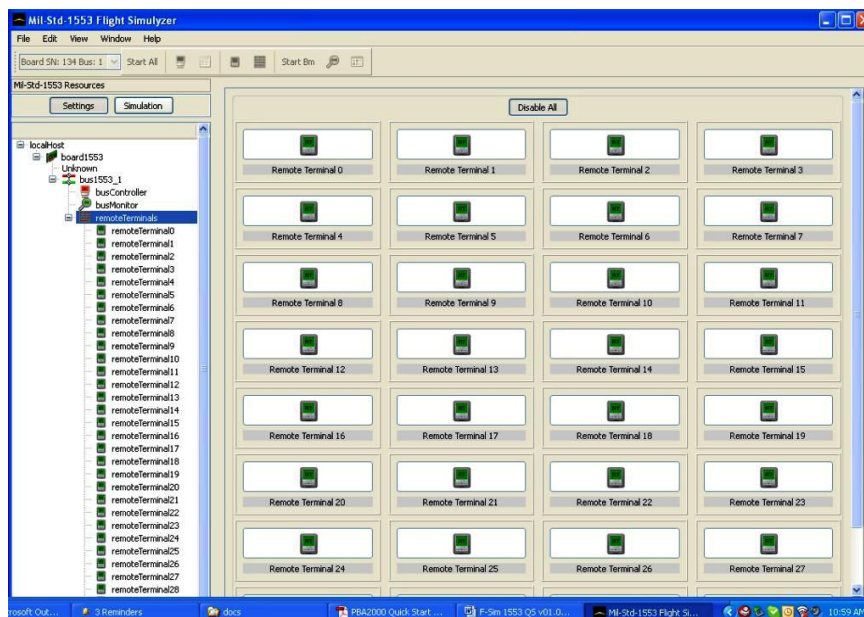 Mil-Std-1553 Flight Simulyzer
File Edit View Window Help
Board SN: 134 Bus: 1 Start All Start Bm
Mil-Std-1553 Resources
Settings Simulation
Disable All
localHost
board1553
Unknown
bus1553_1
busController
busMonitor
remoteTerminals
remoteTerminal0
remoteTerminal1
remoteTerminal2
remoteTerminal3
remoteTerminal4
remoteTerminal5
remoteTerminal6
remoteTerminal7
remoteTerminal8
remoteTerminal9
remoteTerminal10
remoteTerminal11
remoteTerminal12
remoteTerminal13
remoteTerminal14
remoteTerminal15
remoteTerminal16
remoteTerminal17
remoteTerminal18
remoteTerminal19
remoteTerminal20
remoteTerminal21
remoteTerminal22
remoteTerminal23
remoteTerminal24
remoteTerminal25
remoteTerminal26
remoteTerminal27
remoteTerminal28
Remote Terminal 0 Remote Terminal 1 Remote Terminal 2 Remote Terminal 3
Remote Terminal 4 Remote Terminal 5 Remote Terminal 6 Remote Terminal 7
Remote Terminal 8 Remote Terminal 9 Remote Terminal 10 Remote Terminal 11
Remote Terminal 12 Remote Terminal 13 Remote Terminal 14 Remote Terminal 15
Remote Terminal 16 Remote Terminal 17 Remote Terminal 18 Remote Terminal 19
Remote Terminal 20 Remote Terminal 21 Remote Terminal 22 Remote Terminal 23
Remote Terminal 24 Remote Terminal 25 Remote Terminal 26 Remote Terminal 27
rosoft Out... 3 Reminders docs PBA2000 Quick Start ... F-Sim 1553 QS v01.0... Mil-Std-1553 Flight Si... 10:59 AM